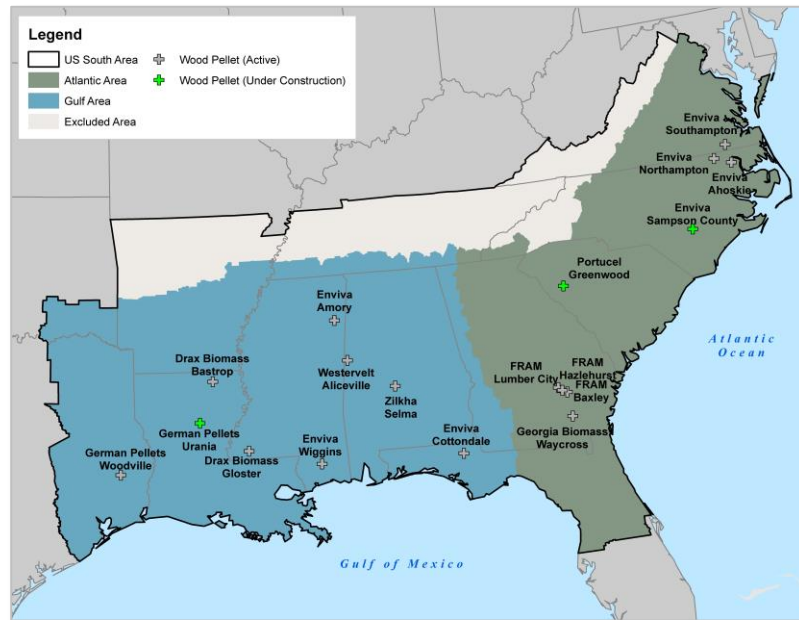 Legend
US South Area
Atlantic Area
Gulf Area
Excluded Area
Wood Pellet (Active)
Wood Pellet (Under Construction)
Enviva
Southampton
Enviva
Northampton
Enviva
Ahoskie
Enviva
Sampson County
Portucel
Greenwood
Enviva
Amory
Drax Biomass
Bastrop
Westervelt
Aliceville
Zilkha
Selma
FRAM
Lumber City
FRAM
Hazlehurst
FRAM
Baxley
Georgia Biomass
Waycross
German Pellets
Urania
German Pellets
Woodville
Drax Biomass
Gloster
Enviva
Wiggins
Enviva
Cottondale
Atlantic
Ocean
Gulf of Mexico